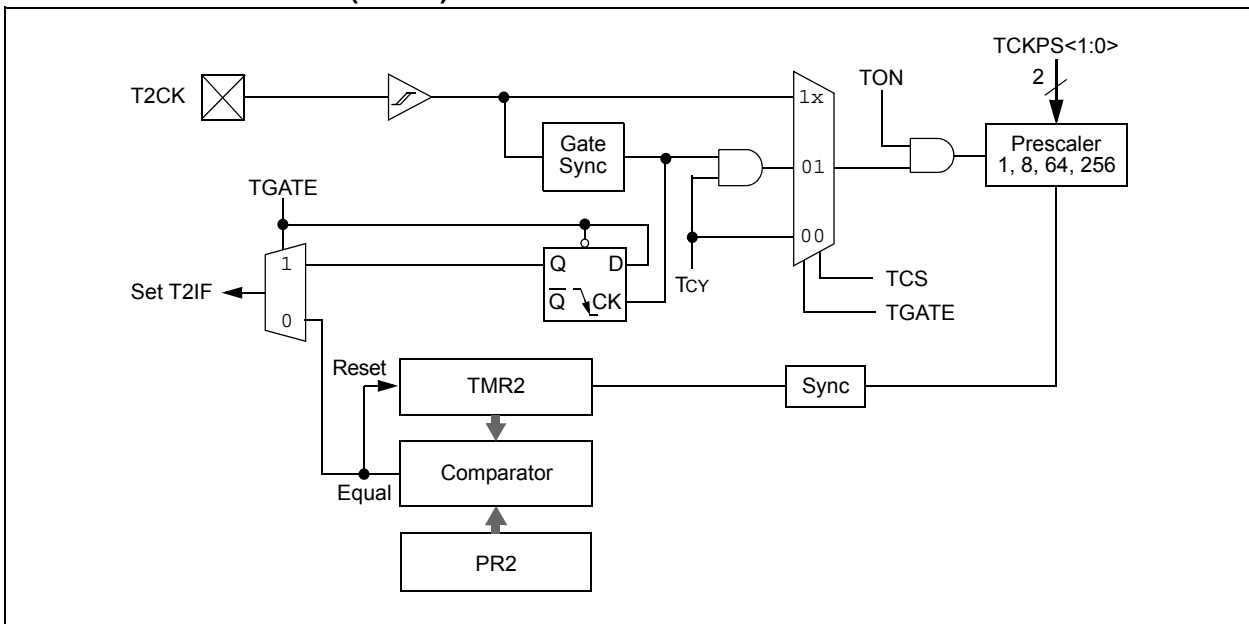 TCKPS<1:0>
2
TON
T2CK
1x
Gate
Sync
Prescaler
1, 8, 64, 256
01
TGATE
00
1
Q
D
TCY
TCS
Set T2IF
Q
CK
TGATE
0
Reset
TMR2
Sync
Comparator
Equal
PR2